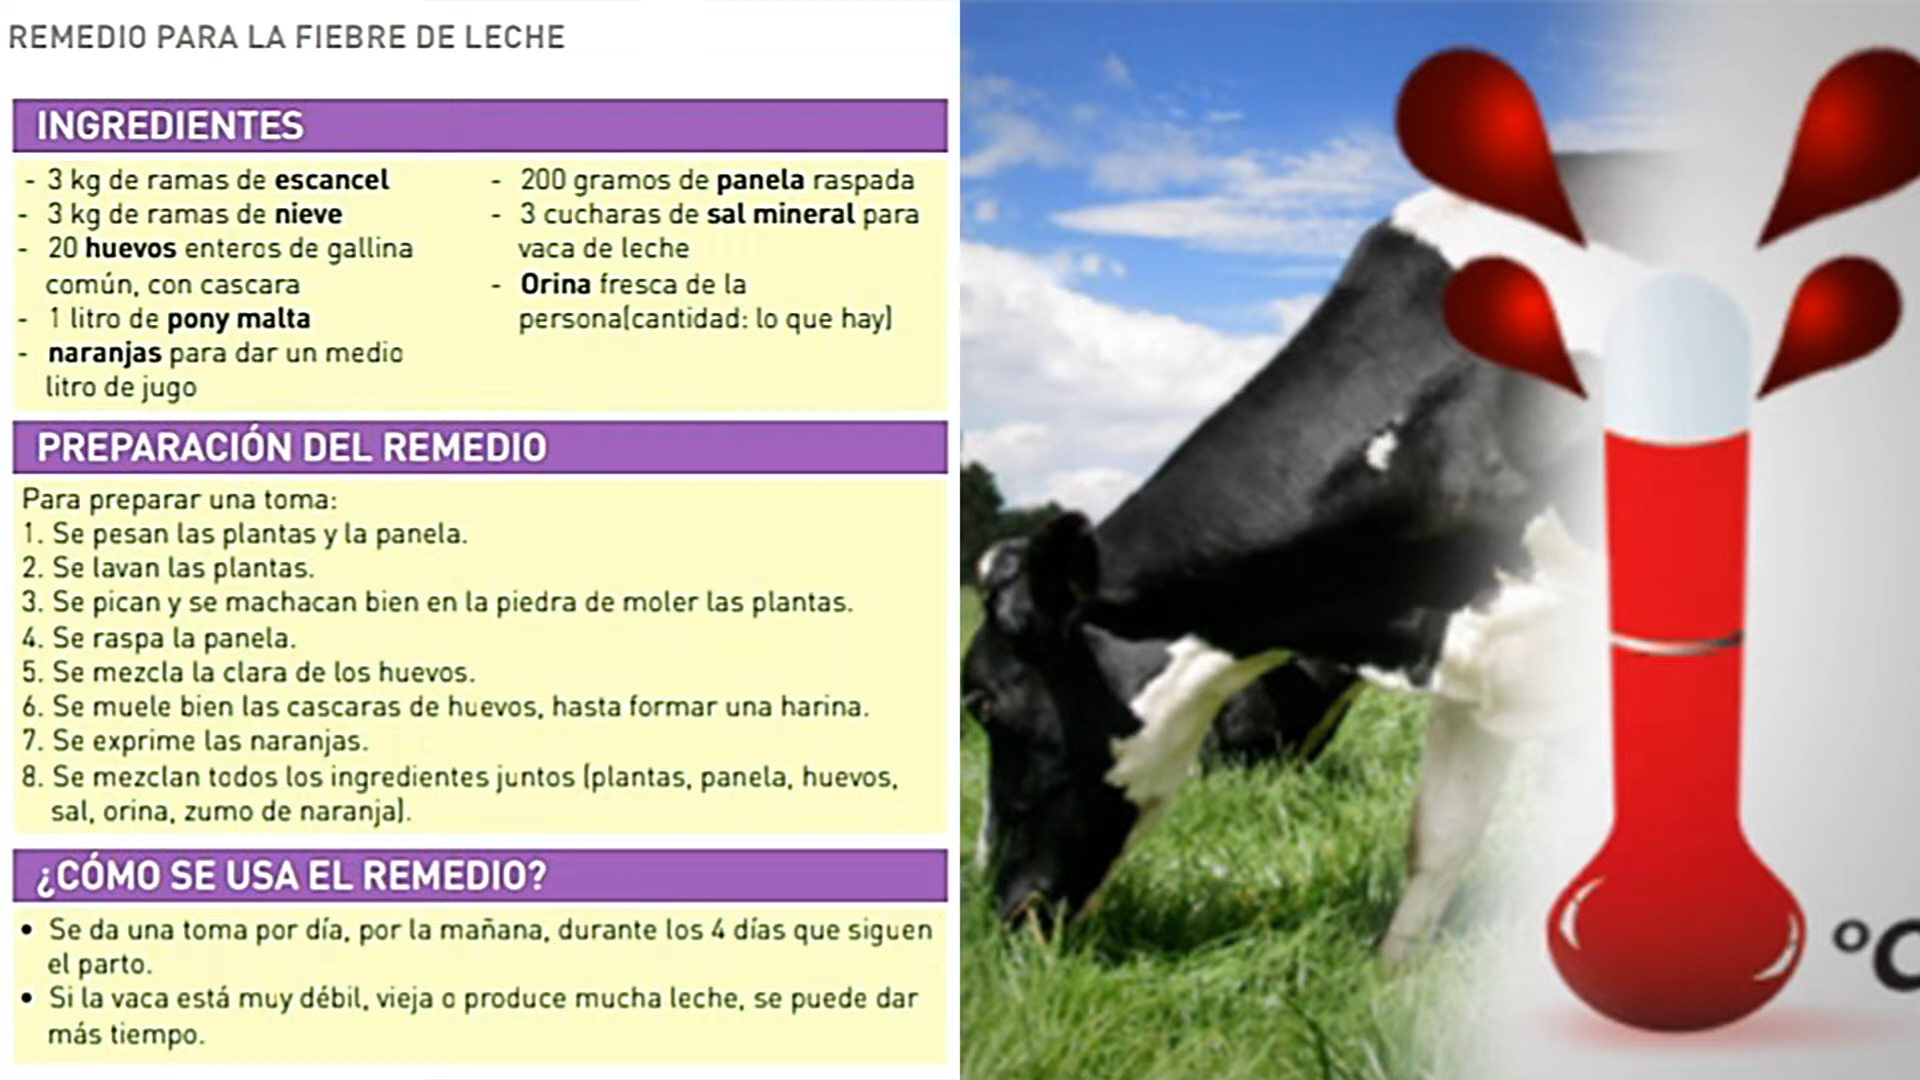 REMEDIO PARA LA FIEBRE DE LECHE
INGREDIENTES
- 3 kg de ramas de escancel
- 3 kg de ramas de nieve
- 20 huevos enteros de gallina
común, con cascara
- 1 litro de pony malta
- naranjas para dar un medio
litro de jugo
- 200 gramos de panela raspada
- 3 cucharas de sal mineral para
vaca de leche
- Orina fresca de la
persona(cantidad: lo que hay)
PREPARACIÓN DEL REMEDIO
Para preparar una toma:
1. Se pesan las plantas y la panela.
2. Se lavan las plantas.
3. Se pican y se machacan bien en la piedra de moler las plantas.
4. Se raspa la panela.
5. Se mezcla la clara de los huevos.
6. Se muele bien las cascaras de huevos, hasta formar una harina.
7. Se exprime las naranjas.
8. Se mezclan todos los ingredientes juntos (plantas, panela, huevos,
sal, orina, zumo de naranja).
¿CÓMO SE USA EL REMEDIO?
• Se da una toma por día, por la mañana, durante los 4 días que siguen
el parto.
• Si la vaca está muy débil, vieja o produce mucha leche, se puede dar
más tiempo.
°C